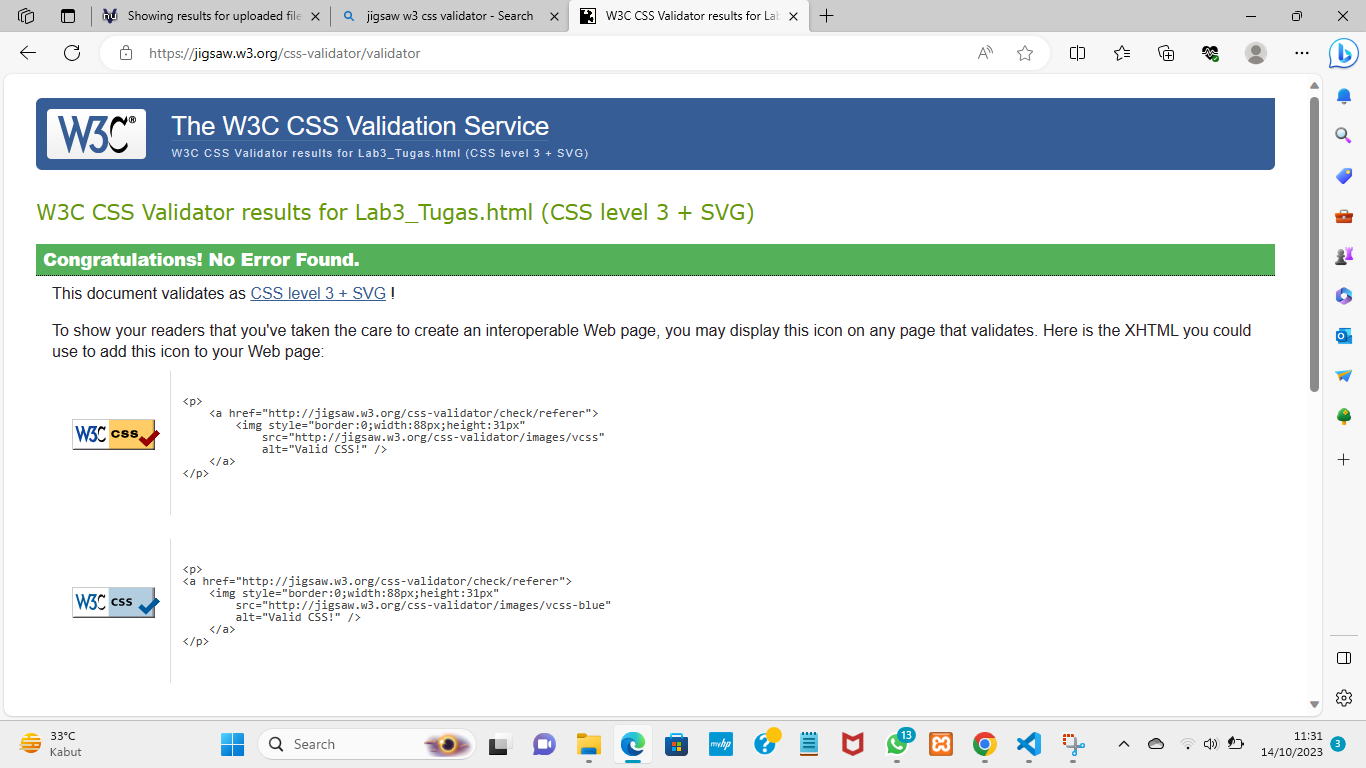 Showing results for uploaded file
jigsaw w3 css validator - Search
W3C CSS Validator results for Lab
https://jigsaw.w3.org/css-validator/validator
W3C®
The W3C CSS Validation Service
W3C CSS Validator results for Lab3_Tugas.html (CSS level 3 + SVG)
W3C CSS Validator results for Lab3_Tugas.html (CSS level 3 + SVG)
Congratulations! No Error Found.
This document validates as CSS level 3 + SVG !
To show your readers that you've taken the care to create an interoperable Web page, you may display this icon on any page that validates. Here is the XHTML you could
use to add this icon to your Web page:
W3C css
<p>
    <a href="http://jigsaw.w3.org/css-validator/check/referer">
        <img style="border:0;width:88px;height:31px"
            src="http://jigsaw.w3.org/css-validator/images/vcss"
            alt="Valid CSS!" />
    </a>
</p>
W3C css
<p>
<a href="http://jigsaw.w3.org/css-validator/check/referer">
    <img style="border:0;width:88px;height:31px"
        src="http://jigsaw.w3.org/css-validator/images/vcss-blue"
        alt="Valid CSS!" />
    </a>
</p>
33°C
Kabut
Search
myhp
13
11:31
14/10/2023
3